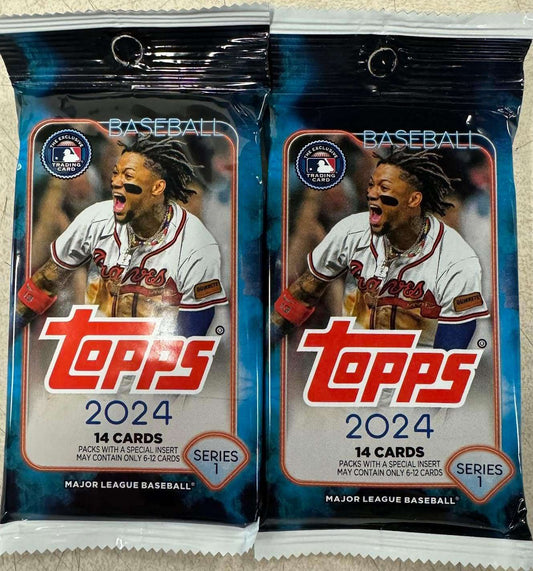 BASEBALL
THE EXCLUSIVE
TRADING CARD
Braves
TOPPS®
2024
14 CARDS
PACKS WITH A SPECIAL INSERT
MAY CONTAIN ONLY 6-12 CARDS
SERIES
1
MAJOR LEAGUE BASEBALL®
BASEBALL
THE EXCLUSIVE
TRADING CARD
Braves
TOPPS®
2024
14 CARDS
PACKS WITH A SPECIAL INSERT
MAY CONTAIN ONLY 6-12 CARDS
SERIES
1
MAJOR LEAGUE BASEBALL®